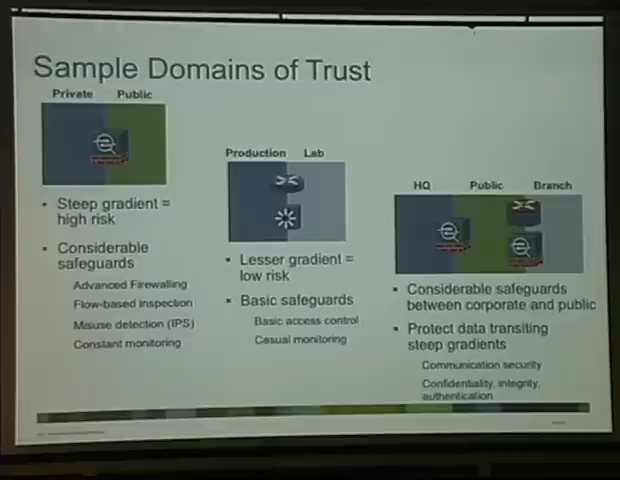 Sample Domains of Trust
Private Public
• Steep gradient =
high risk
• Considerable
safeguards
Advanced Firewalling
Flow-based Inspection
Misuse detection (IPS)
Constant monitoring
Production Lab
• Lesser gradient =
low risk
• Basic safeguards
Basic access control
Casual monitoring
HQ Public Branch
• Considerable safeguards
between corporate and public
• Protect data transiting
steep gradients
Communication security
Confidentiality, integrity,
authentication